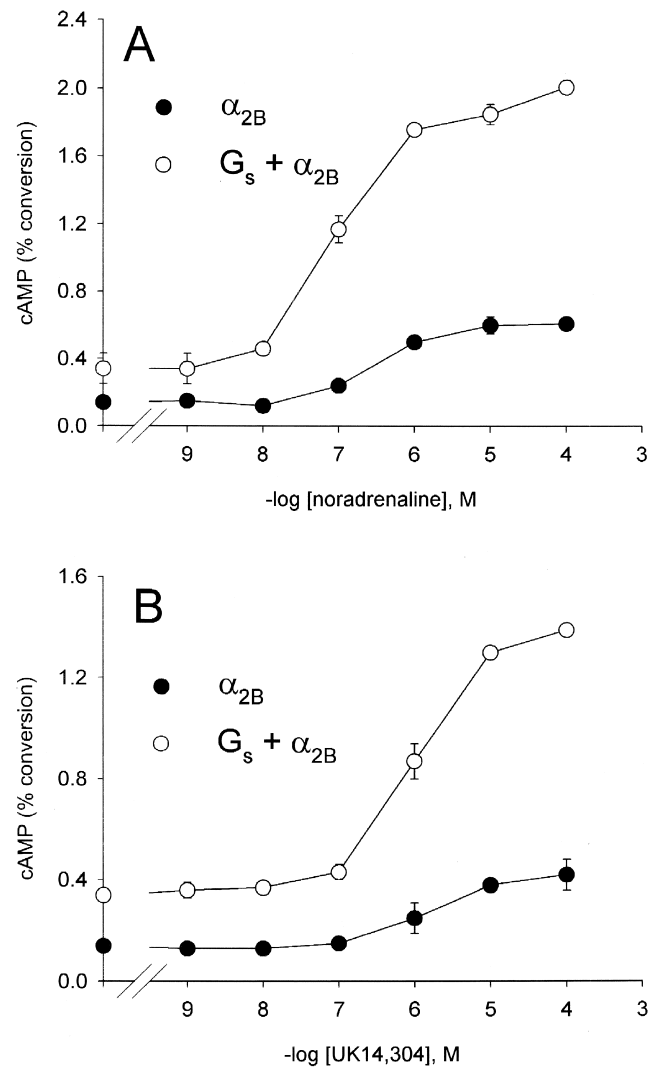 A
2.4
2.0
1.6
1.2
0.8
0.4
0.0
cAMP (% conversion)
α2B
Gs + α2B
9 8 7 6 5 4 3
-log [noradrenaline], M
B
1.6
1.2
0.8
0.4
0.0
cAMP (% conversion)
α2B
Gs + α2B
9 8 7 6 5 4 3
-log [UK14,304], M